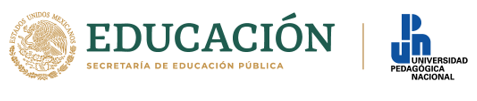 ESTADOS UNIDOS MEXICANOS
EDUCACIÓN
SECRETARÍA DE EDUCACIÓN PÚBLICA
UNIVERSIDAD
PEDAGÓGICA
NACIONAL